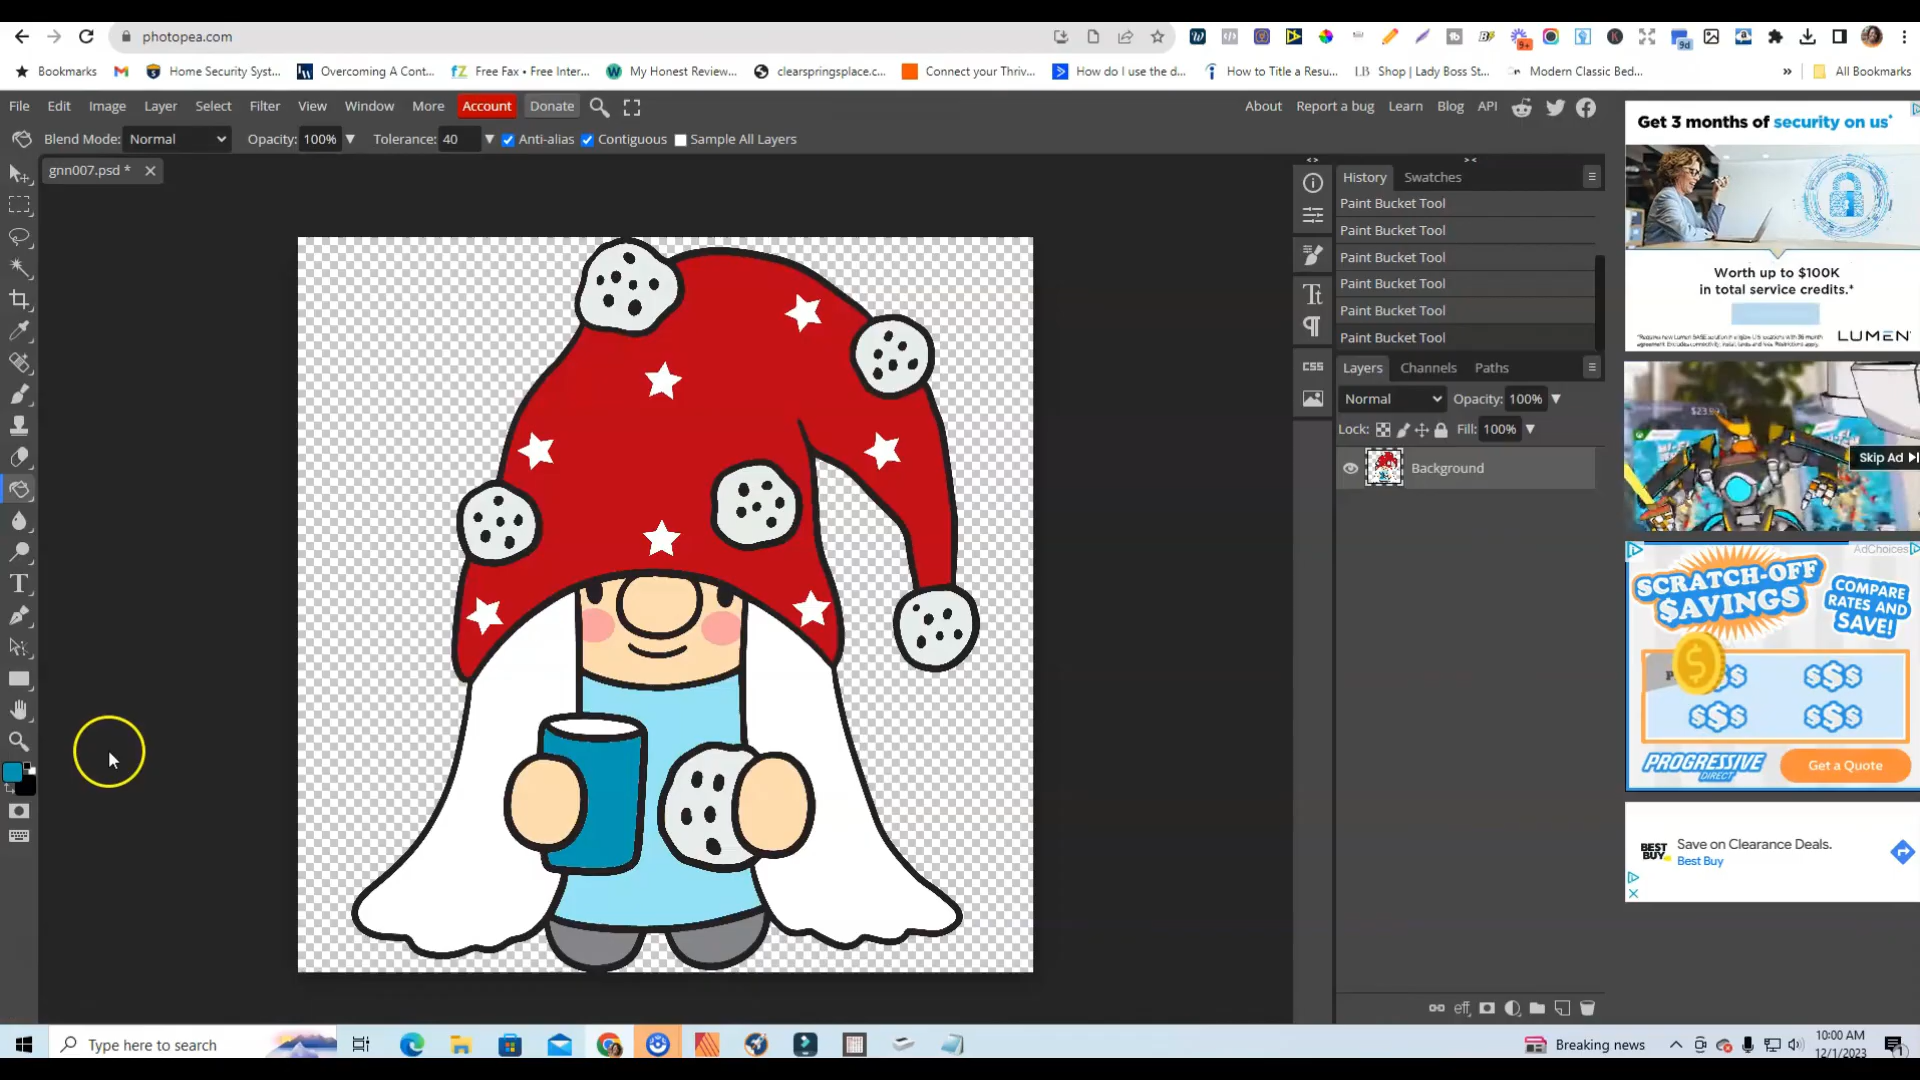 photopea.com
Bookmarks
Home Security Syst...
Overcoming A Cont...
Free Fax • Free Inter...
My Honest Review...
clearspringsplace.c...
Connect your Thriv...
How do I use the d...
How to Title a Resu...
Shop | Lady Boss St...
Modern Classic Bed...
»
All Bookmarks
File Edit Image Layer Select Filter View Window More Account Donate
About Report a bug Learn Blog API
Blend Mode: Normal Opacity: 100% Tolerance: 40 Anti-alias Contiguous Sample All Layers
gnn007.psd *
History Swatches
Paint Bucket Tool
Paint Bucket Tool
Paint Bucket Tool
Paint Bucket Tool
Paint Bucket Tool
Paint Bucket Tool
CSS
Layers Channels Paths
Normal Opacity: 100%
Lock: Fill: 100%
Background
eff
Get 3 months of security on us*
Worth up to $100K
in total service credits.*
LUMEN
$23.99
Skip Ad
AdChoices
SCRATCH-OFF
$AVINGS
COMPARE
RATES AND
SAVE!
PROGRESSIVE
DIRECT
Get a Quote
BEST
BUY
Save on Clearance Deals.
Best Buy
Type here to search
Breaking news
10:00 AM
12/1/2023